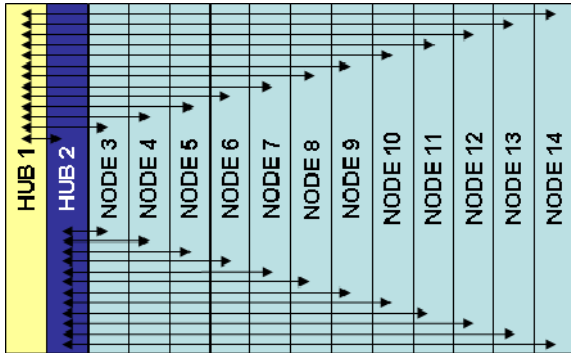 HUB 1
HUB 2
NODE 3
NODE 4
NODE 5
NODE 6
NODE 7
NODE 8
NODE 9
NODE 10
NODE 11
NODE 12
NODE 13
NODE 14